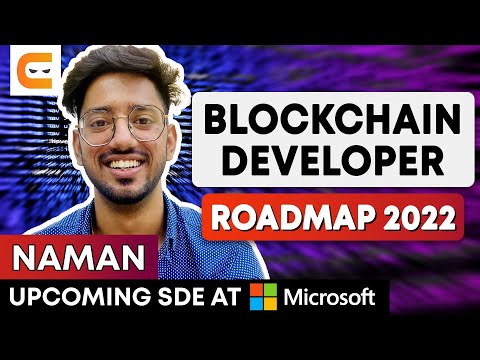 BLOCKCHAIN
DEVELOPER
ROADMAP 2022
NAMAN
UPCOMING SDE AT Microsoft